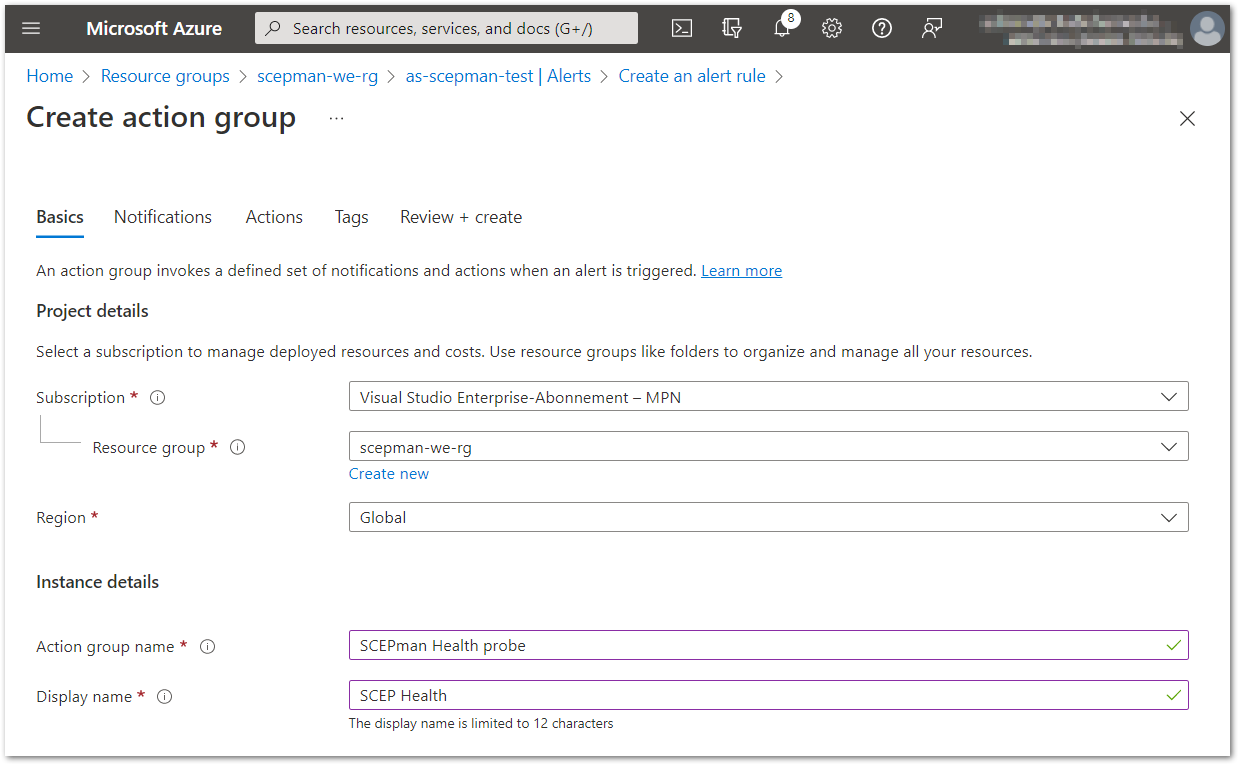 Microsoft Azure
Search resources, services, and docs (G+/)
8
Home > Resource groups > scepman-we-rg > as-scepman-test | Alerts > Create an alert rule >
Create action group ...
Basics Notifications Actions Tags Review + create
An action group invokes a defined set of notifications and actions when an alert is triggered. Learn more
Project details
Select a subscription to manage deployed resources and costs. Use resource groups like folders to organize and manage all your resources.
Subscription * Visual Studio Enterprise-Abonnement – MPN
Resource group * scepman-we-rg
Create new
Region * Global
Instance details
Action group name * SCEPman Health probe
Display name * SCEP Health
The display name is limited to 12 characters